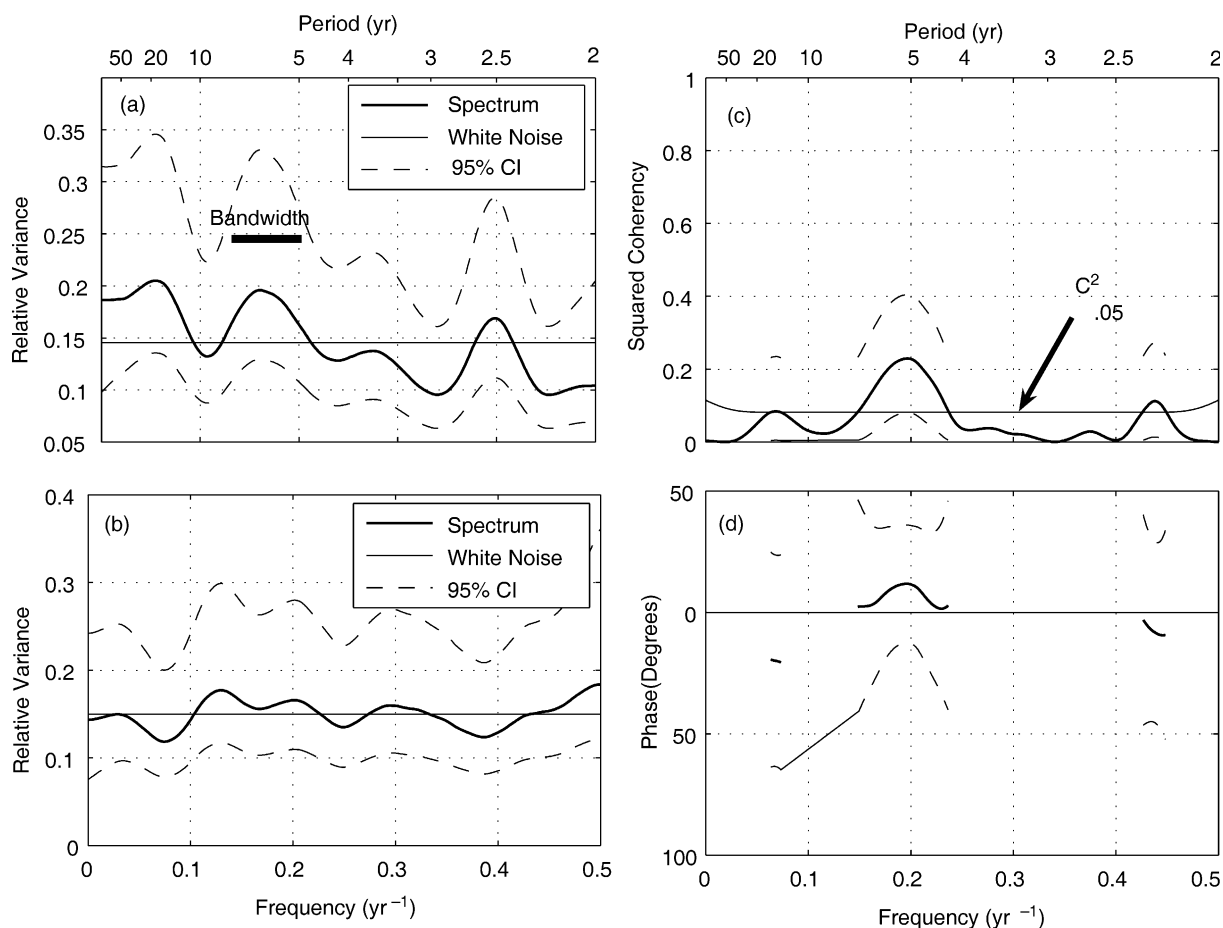 Period (yr)
50 20 10 5 4 3 2.5 2
(a)
Spectrum
White Noise
95% CI
Bandwidth
0.35
0.3
0.25
0.2
0.15
0.1
0.05
Relative Variance
(b)
Spectrum
White Noise
95% CI
0.4
0.3
0.2
0.1
0
Relative Variance
0 0.1 0.2 0.3 0.4 0.5
Frequency (yr −1)
Period (yr)
50 20 10 5 4 3 2.5 2
(c)
1
0.8
0.6
0.4
0.2
0
Squared Coherency
C2
.05
(d)
50
0
50
100
Phase(Degrees)
0 0.1 0.2 0.3 0.4 0.5
Frequency (yr −1)